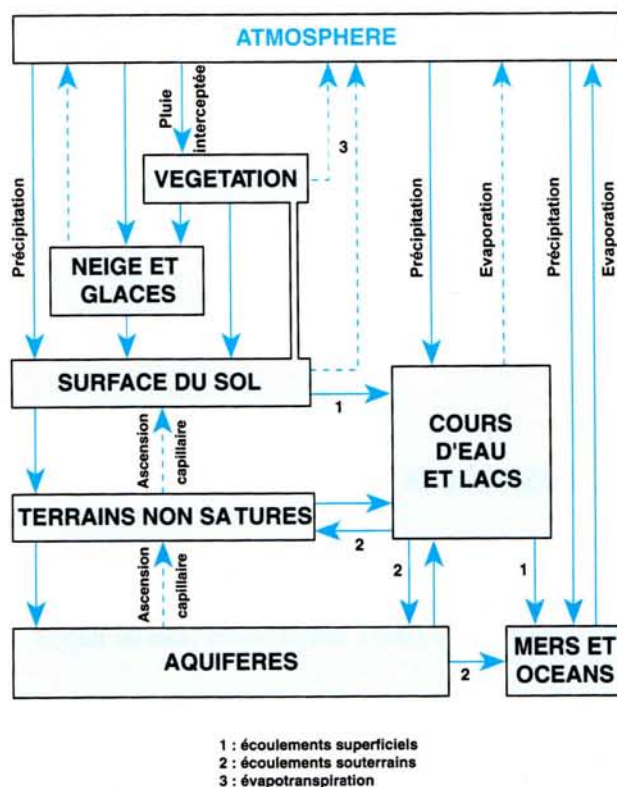 ATMOSPHERE
Pluie
interceptée
3
VEGETATION
Précipitation
Précipitation
Evaporation
Précipitation
Evaporation
NEIGE ET
GLACES
SURFACE DU SOL
1
COURS
D'EAU
ET LACS
Ascension
capillaire
TERRAINS NON SATURES
2
Ascension
capillaire
2
1
AQUIFERES
2
MERS ET
OCEANS
1 : écoulements superficiels
2 : écoulements souterrains
3 : évapotranspiration